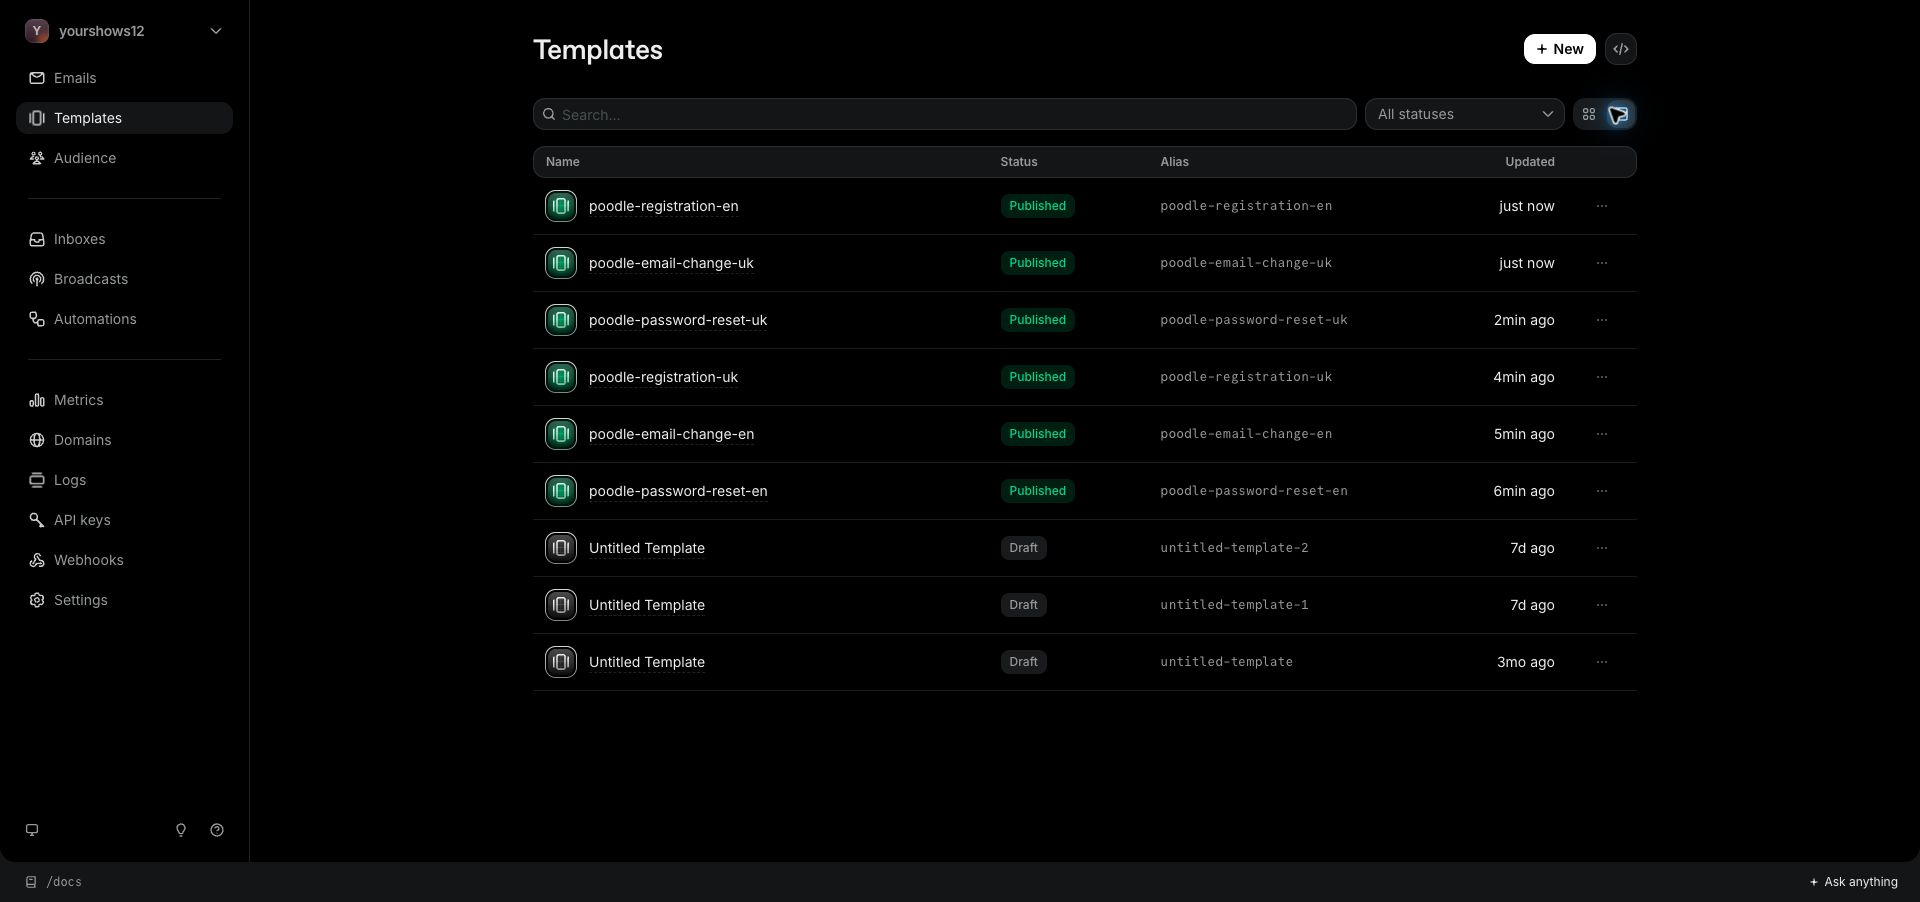 Y yourshows12
Emails
Templates
Audience
Inboxes
Broadcasts
Automations
Metrics
Domains
Logs
API keys
Webhooks
Settings
Templates
+ New </>
Search... All statuses
Name Status Alias Updated
poodle-registration-en Published poodle-registration-en just now ...
poodle-email-change-uk Published poodle-email-change-uk just now ...
poodle-password-reset-uk Published poodle-password-reset-uk 2min ago ...
poodle-registration-uk Published poodle-registration-uk 4min ago ...
poodle-email-change-en Published poodle-email-change-en 5min ago ...
poodle-password-reset-en Published poodle-password-reset-en 6min ago ...
Untitled Template Draft untitled-template-2 7d ago ...
Untitled Template Draft untitled-template-1 7d ago ...
Untitled Template Draft untitled-template 3mo ago ...
/docs
Ask anything